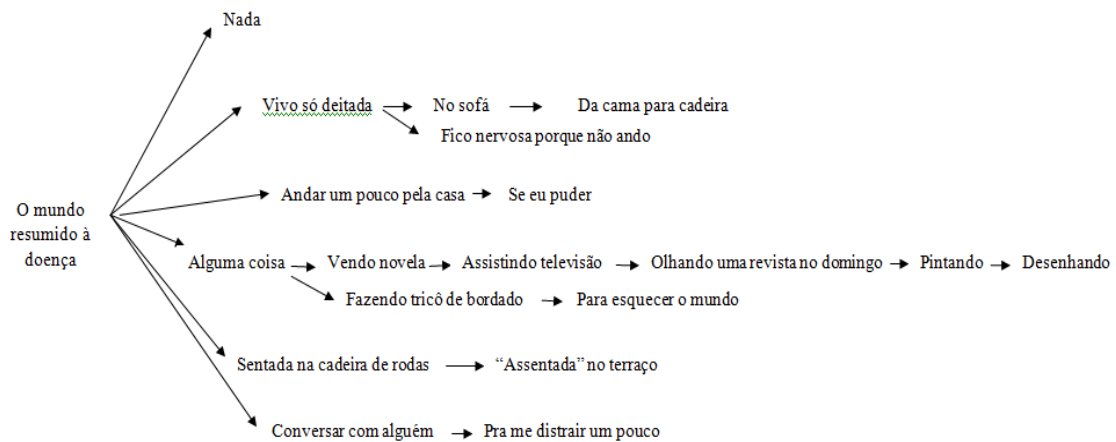 Nada
Vivo só deitada No sofá Da cama para cadeira
Fico nervosa porque não ando
Andar um pouco pela casa Se eu puder
O mundo
resumido à
doença
Alguma coisa Vendo novela Assistindo televisão Olhando uma revista no domingo Pintando Desenhando
Fazendo tricô de bordado Para esquecer o mundo
Sentada na cadeira de rodas “Assentada” no terraço
Conversar com alguém Pra me distrair um pouco